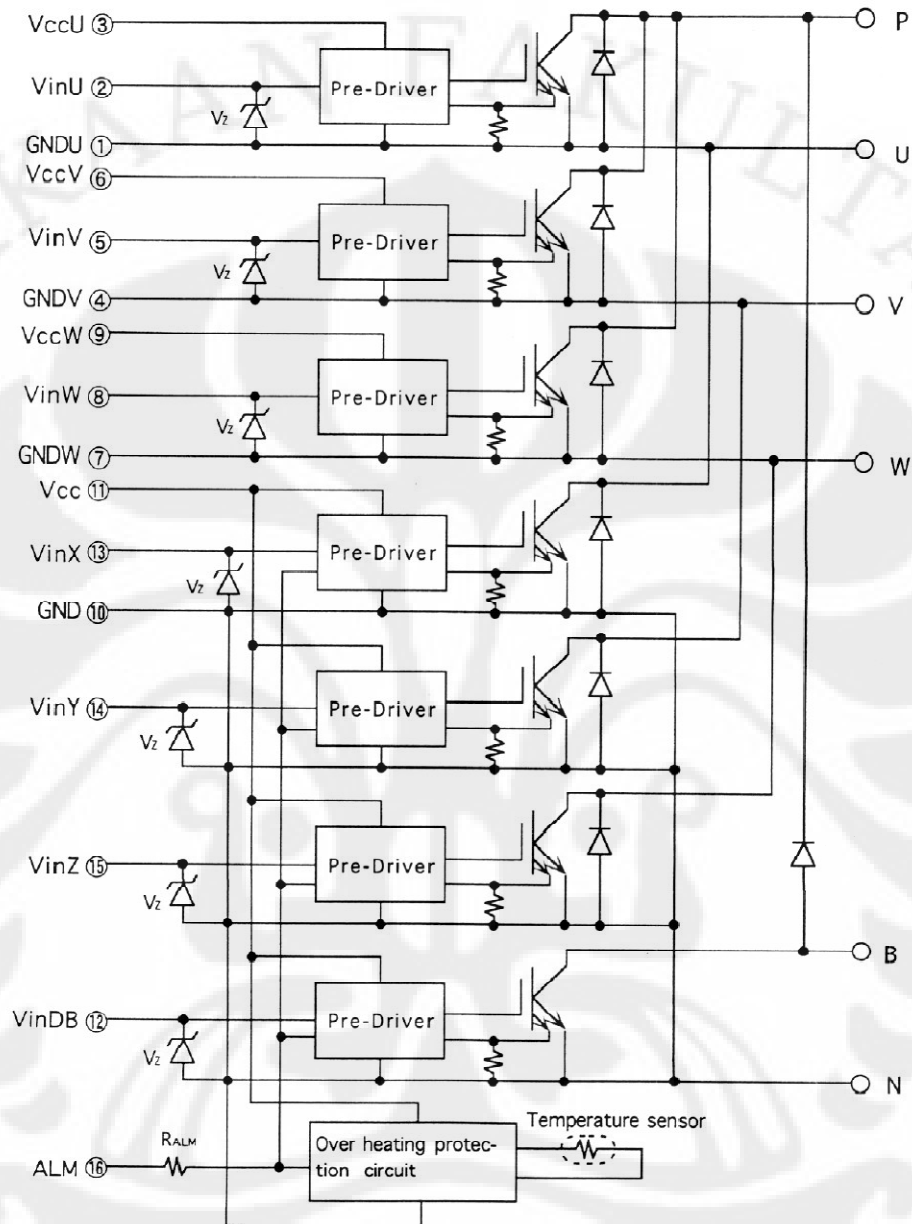 VccU ③
P
VinU ②
Pre-Driver
Vz
GNDU ①
U
VccV ⑥
VinV ⑤
Pre-Driver
Vz
GNDV ④
V
VccW ⑨
VinW ⑧
Pre-Driver
Vz
GNDW ⑦
W
Vcc ⑪
VinX ⑬
Pre-Driver
Vz
GND ⑩
VinY ⑭
Pre-Driver
Vz
VinZ ⑮
Pre-Driver
Vz
B
VinDB ⑫
Pre-Driver
Vz
N
Temperature sensor
RALM
ALM ⑯
Over heating protec-
tion circuit
KAAN FAKULTA